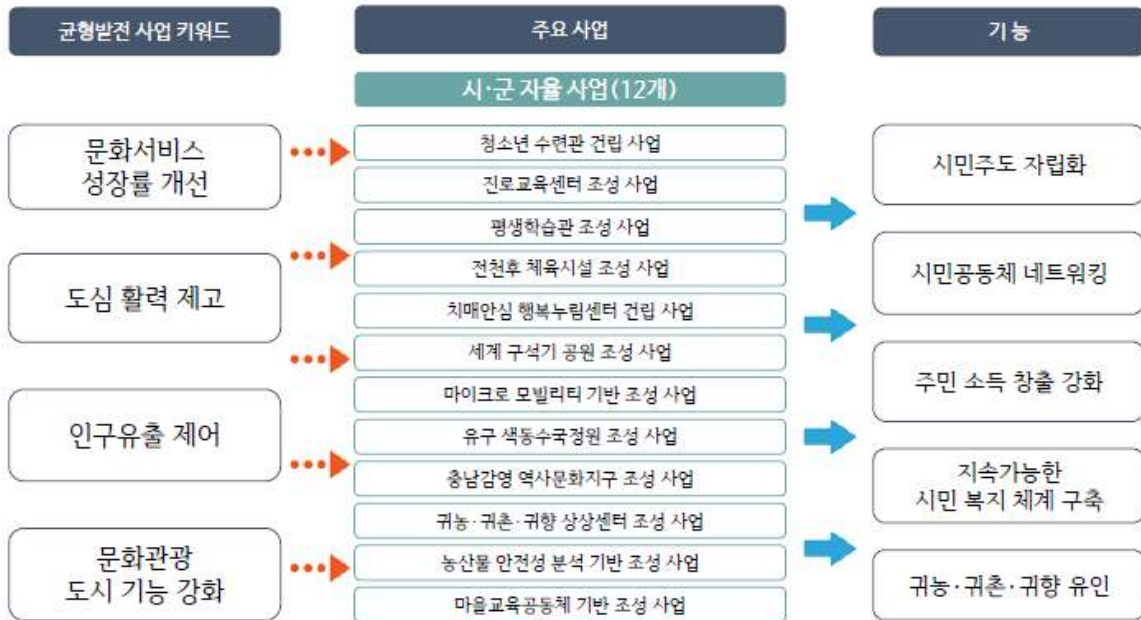 균형발전 사업 키워드
문화서비스
성장률 개선
도심 활력 제고
인구유출 제어
문화관광
도시 기능 강화
주요 사업
시·군 자율 사업(12개)
청소년 수련관 건립 사업
진로교육센터 조성 사업
평생학습관 조성 사업
전천후 체육시설 조성 사업
치매안심 행복누림센터 건립 사업
세계 구석기 공원 조성 사업
마이크로 모빌리티 기반 조성 사업
유구 색동수국정원 조성 사업
충남감영 역사문화지구 조성 사업
귀농·귀촌·귀향 상상센터 조성 사업
농산물 안전성 분석 기반 조성 사업
마을교육공동체 기반 조성 사업
기 능
시민주도 자립화
시민공동체 네트워킹
주민 소득 창출 강화
지속가능한
시민 복지 체계 구축
귀농·귀촌·귀향 유인